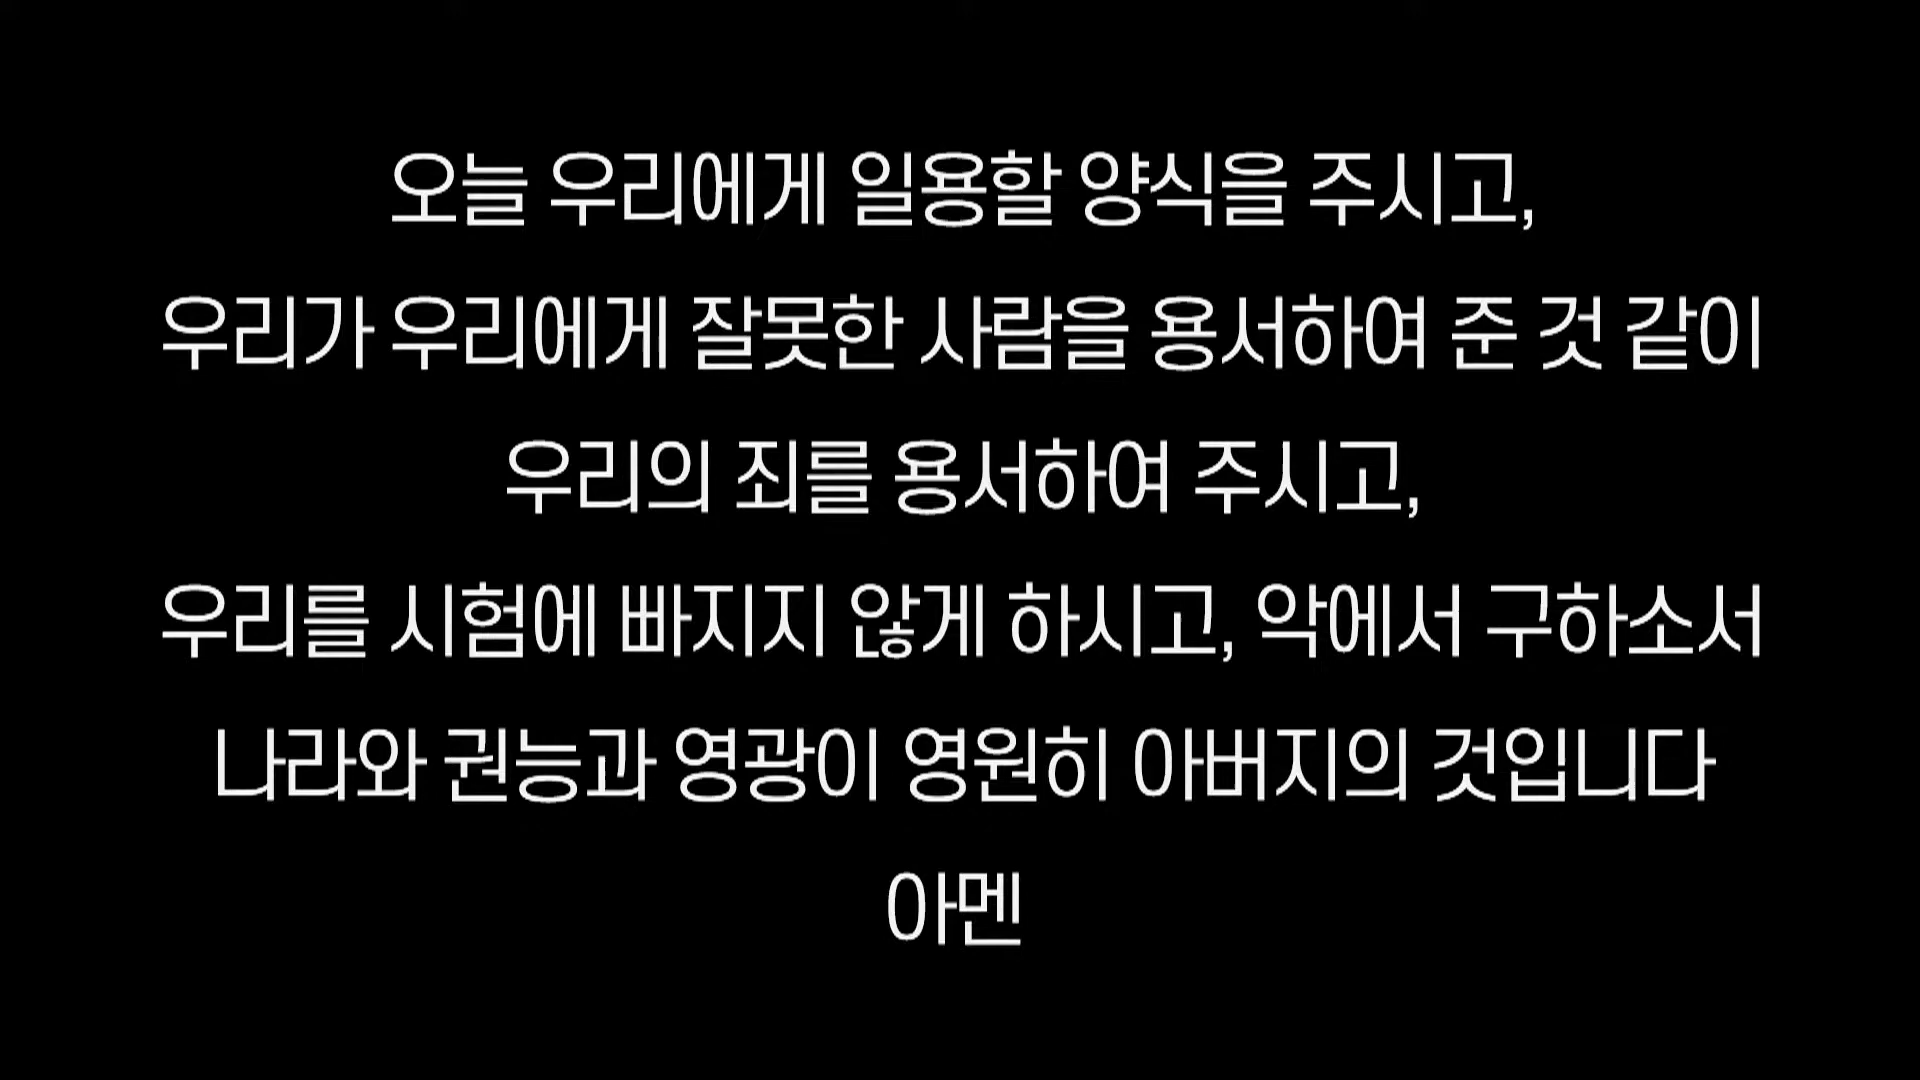 오늘 우리에게 일용할 양식을 주시고,
우리가 우리에게 잘못한 사람을 용서하여 준 것 같이
우리의 죄를 용서하여 주시고,
우리를 시험에 빠지지 않게 하시고, 악에서 구하소서
나라와 권능과 영광이 영원히 아버지의 것입니다
아멘